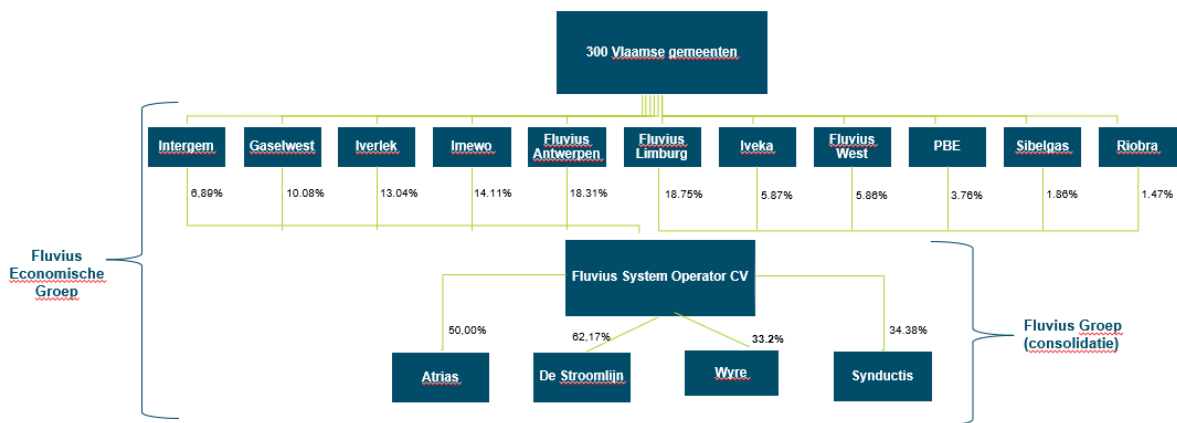 300 Vlaamse gemeenten
Intergem
Gaselwest
Iverlek
Imewo
Fluvius
Antwerpen
Fluvius
Limburg
Iveka
Fluvius
West
PBE
Sibelgas
Riobra
6,89%
10.08%
13.04%
14.11%
18.31%
18.75%
5.87%
5.86%
3.76%
1.86%
1.47%
Fluvius
Economische
Groep
Fluvius System Operator CV
50,00%
62,17%
33.2%
34.38%
Fluvius Groep
(consolidatie)
Atrias
De Stroomlijn
Wyre
Synductis